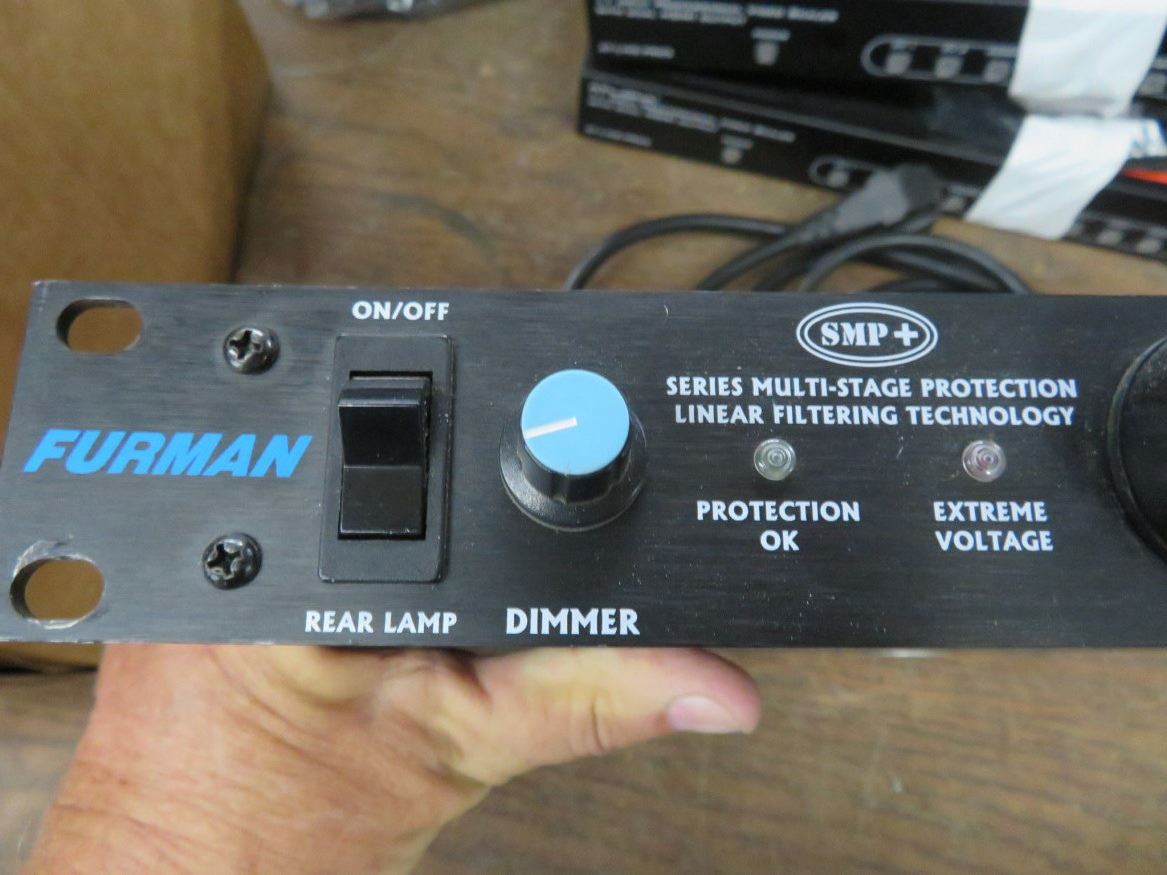 ON/OFF
FURMAN
REAR LAMP
DIMMER
SMP+
SERIES MULTI-STAGE PROTECTION
LINEAR FILTERING TECHNOLOGY
PROTECTION
OK
EXTREME
VOLTAGE